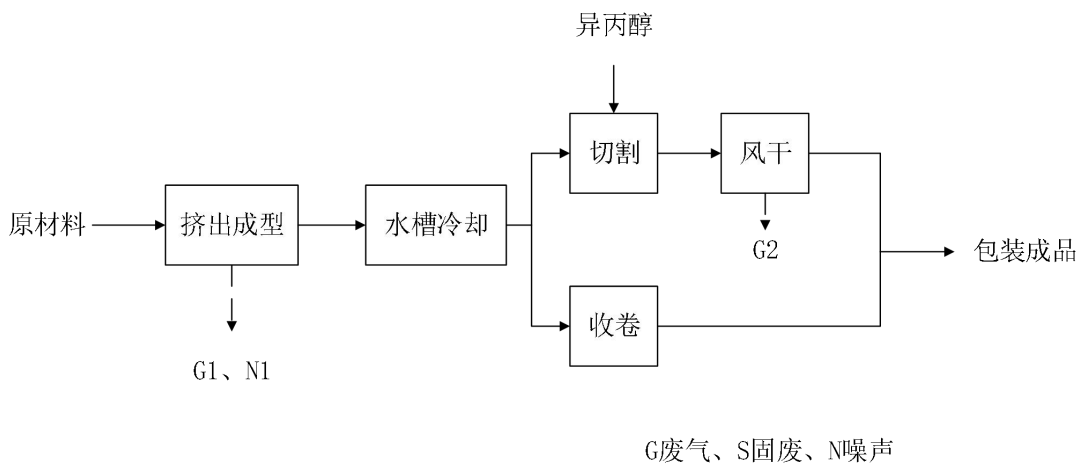 异丙醇
切割
风干
原材料
挤出成型
水槽冷却
G2
包装成品
收卷
G1、N1
G废气、S固废、N噪声